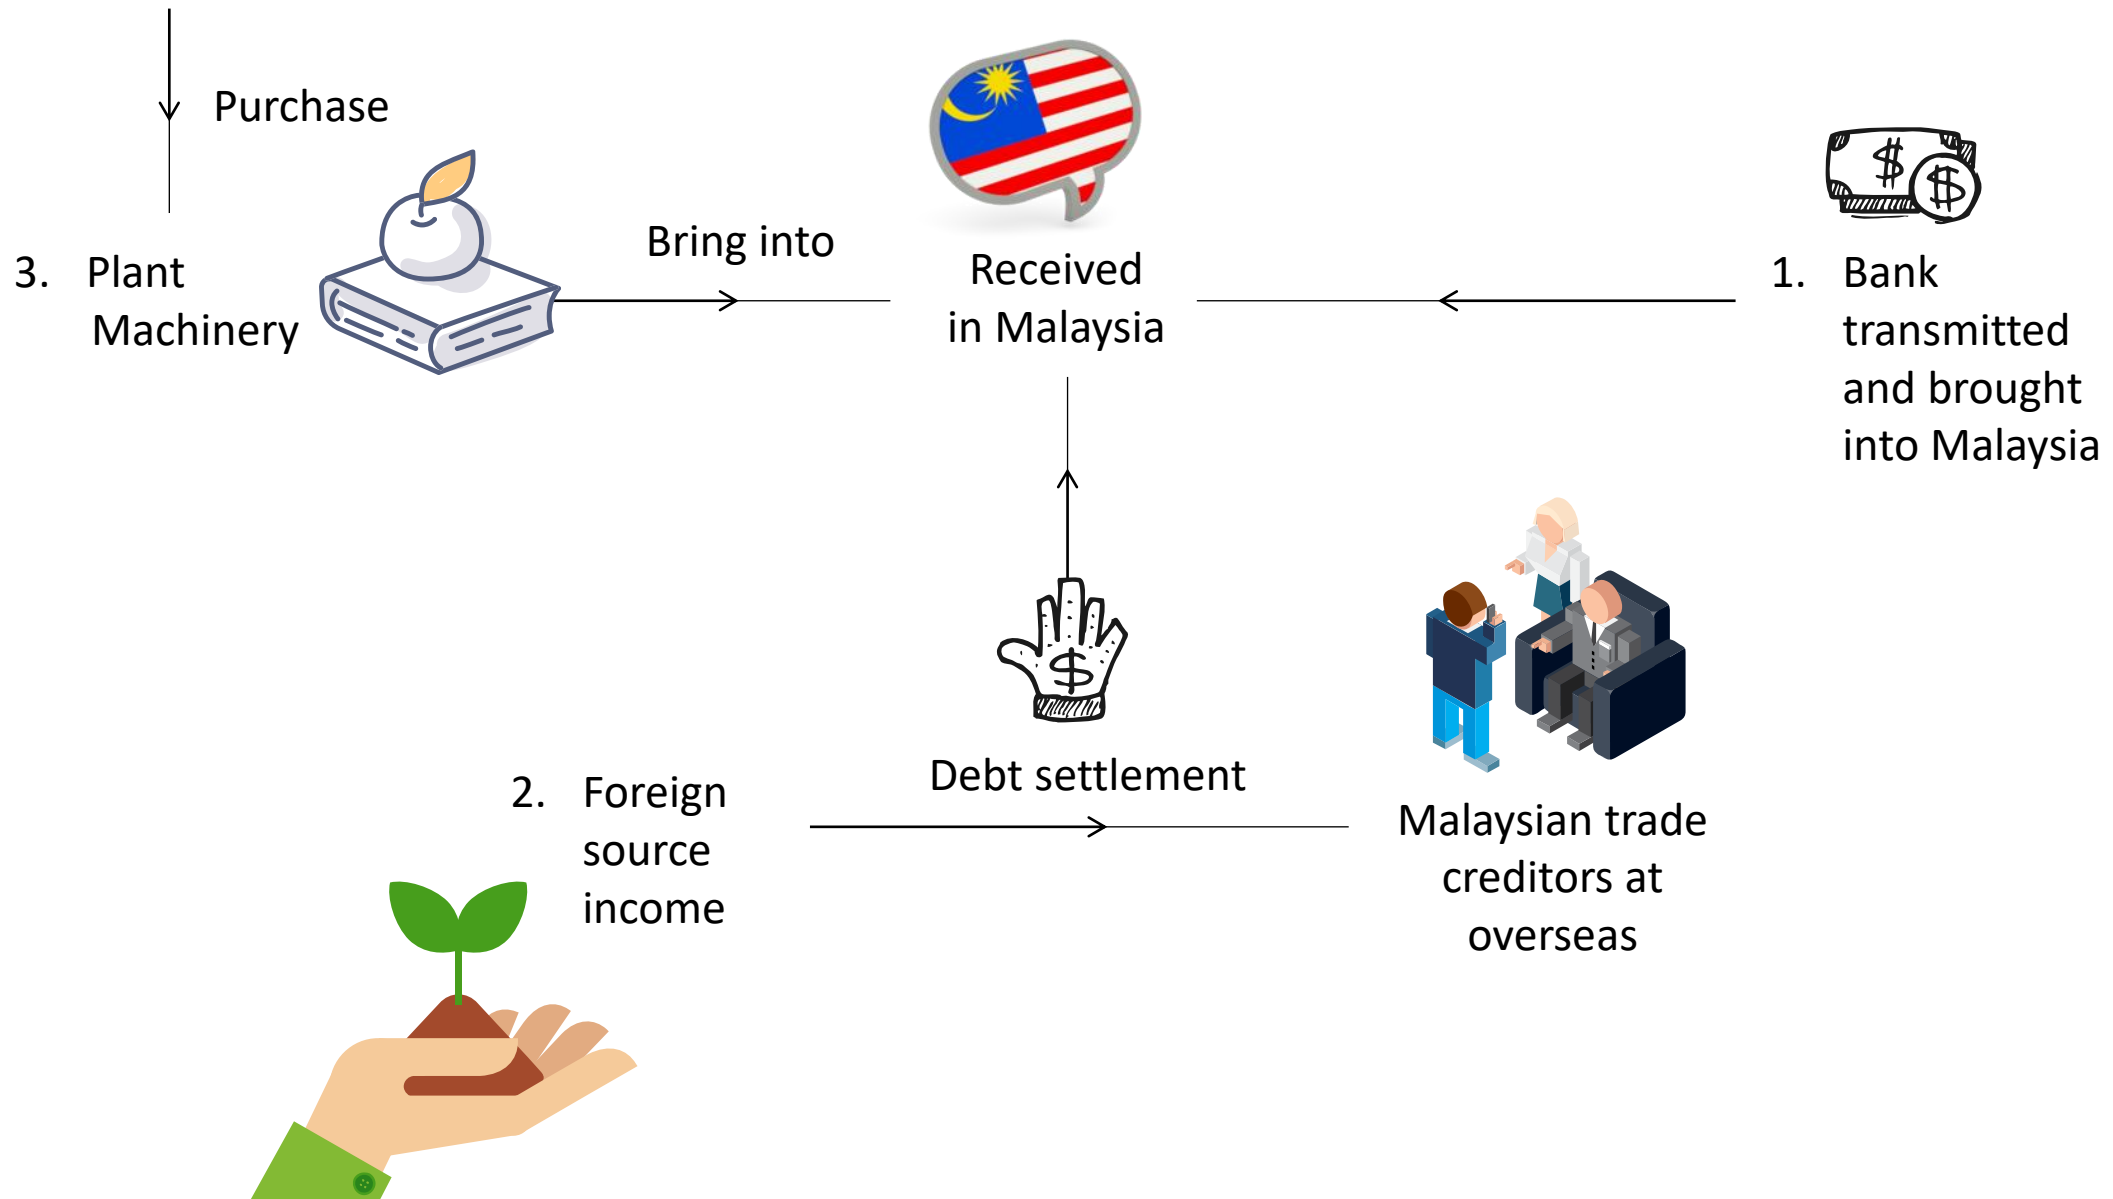 Purchase
3. Plant
Machinery
Bring into
Received
in Malaysia
1. Bank
transmitted
and brought
into Malaysia
2. Foreign
source
income
Debt settlement
Malaysian trade
creditors at
overseas